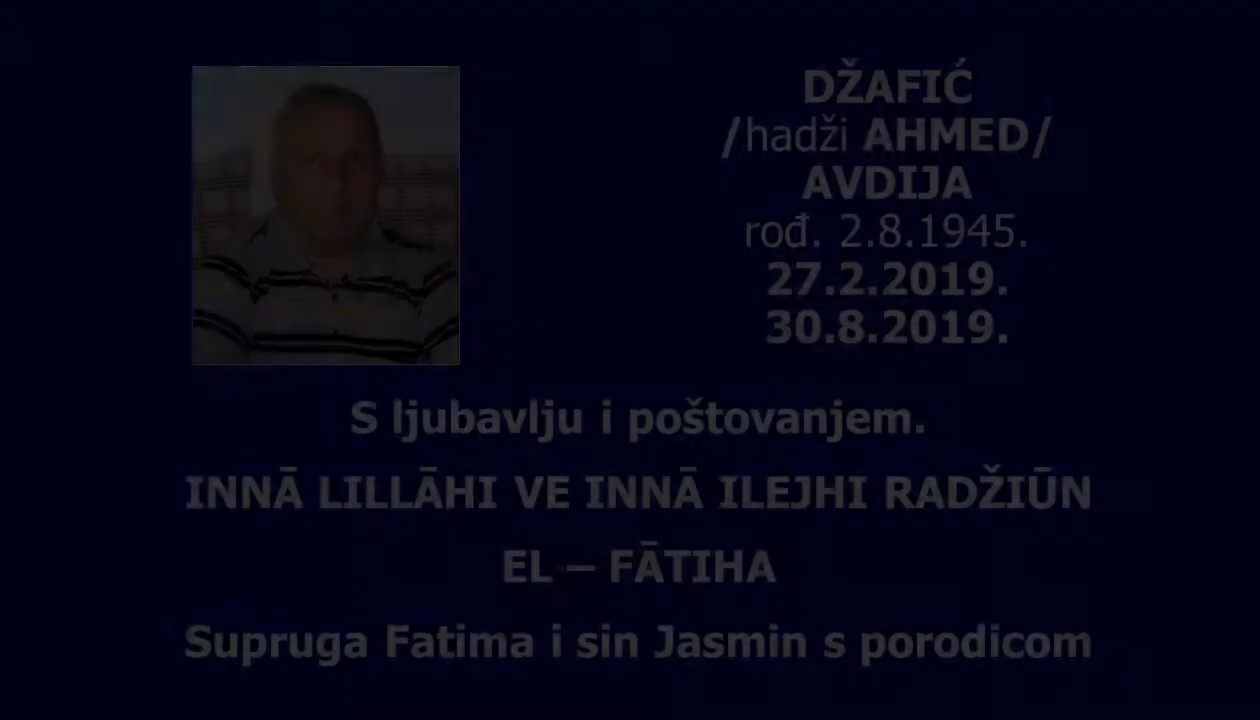 DŽAFIĆ
/hadži AHMED/
AVDIJA
rođ. 2.8.1945.
27.2.2019.
30.8.2019.
S ljubavlju i poštovanjem.
INNĀ LILLĀHI VE INNĀ ILEJHI RADŽIŪN
EL – FĀTIHA
Supruga Fatima i sin Jasmin s porodicom